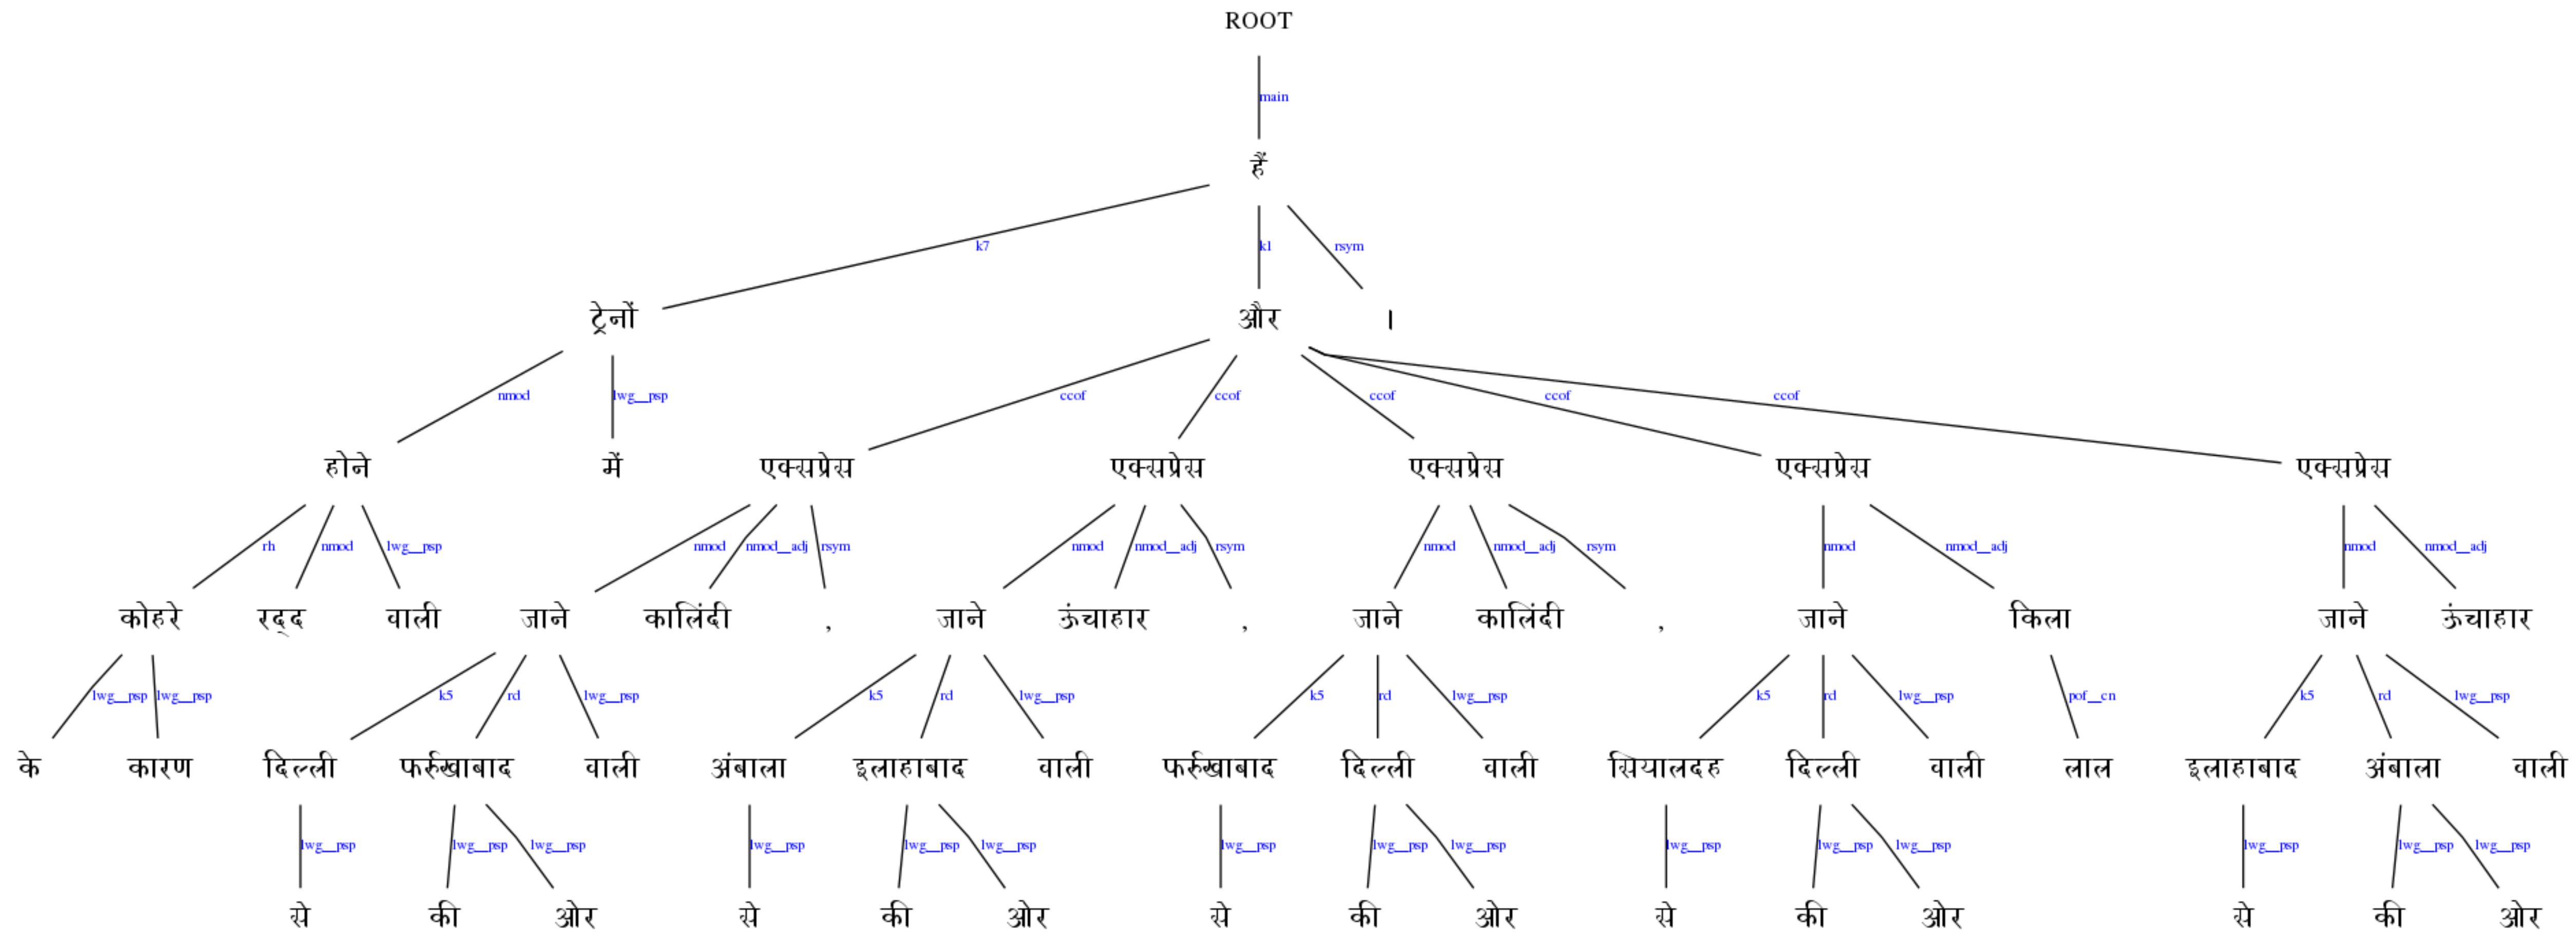 ROOT
main
हैं
k7 k1 rsym
ट्रेनों और ।
nmod lwg__psp ccof ccof ccof ccof ccof
होने में एक्सप्रेस एक्सप्रेस एक्सप्रेस एक्सप्रेस एक्सप्रेस
rh nmod lwg__psp nmod nmod__adj rsym nmod nmod__adj rsym nmod nmod__adj rsym nmod nmod__adj nmod nmod__adj
कोहरे रद्द वाली जाने कालिंदी , जाने ऊंचाहार , जाने कालिंदी , जाने किला जाने ऊंचाहार
lwg__psp lwg__psp k5 rd lwg__psp k5 rd lwg__psp k5 rd lwg__psp k5 rd lwg__psp pof__cn k5 rd lwg__psp
के कारण दिल्ली फर्रुखाबाद वाली अंबाला इलाहाबाद वाली फर्रुखाबाद दिल्ली वाली सियालदह दिल्ली वाली लाल इलाहाबाद अंबाला वाली
lwg__psp lwg__psp lwg__psp lwg__psp lwg__psp lwg__psp lwg__psp lwg__psp lwg__psp lwg__psp lwg__psp lwg__psp lwg__psp lwg__psp lwg__psp
से की ओर से की ओर से की ओर से की ओर से की ओर